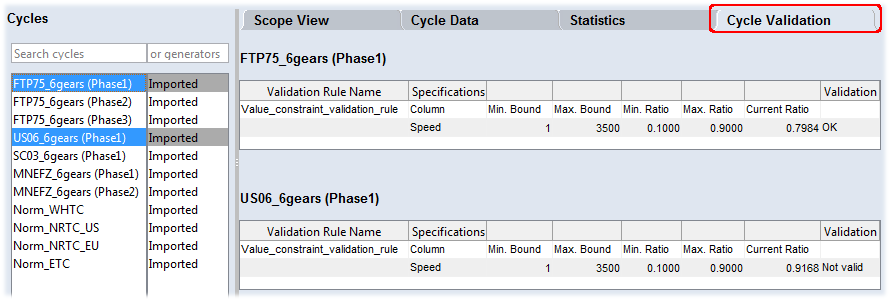 Cycles
Scope View Cycle Data Statistics Cycle Validation
Search cycles or generators
FTP75_6gears (Phase1) Imported
FTP75_6gears (Phase2) Imported
FTP75_6gears (Phase3) Imported
US06_6gears (Phase1) Imported
SC03_6gears (Phase1) Imported
MNEFZ_6gears (Phase1) Imported
MNEFZ_6gears (Phase2) Imported
Norm_WHTC Imported
Norm_NRTC_US Imported
Norm_NRTC_EU Imported
Norm_ETC Imported
FTP75_6gears (Phase1)
Validation Rule Name Specifications Validation
Value_constraint_validation_rule Column Min. Bound Max. Bound Min. Ratio Max. Ratio Current Ratio
Speed 1 3500 0.1000 0.9000 0.7984 OK
US06_6gears (Phase1)
Validation Rule Name Specifications Validation
Value_constraint_validation_rule Column Min. Bound Max. Bound Min. Ratio Max. Ratio Current Ratio
Speed 1 3500 0.1000 0.9000 0.9168 Not valid